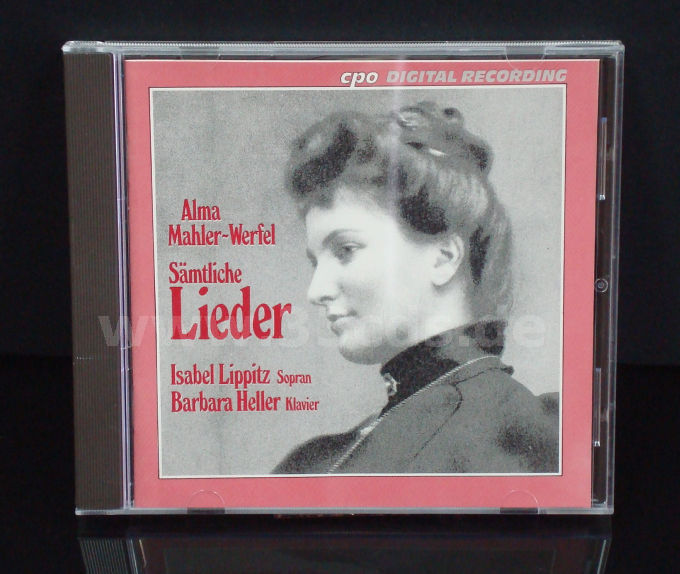 cpo DIGITAL RECORDING
Alma
Mahler~Werfel
Sämtliche
Lieder
Isabel Lippitz Sopran
Barbara Heller Klavier